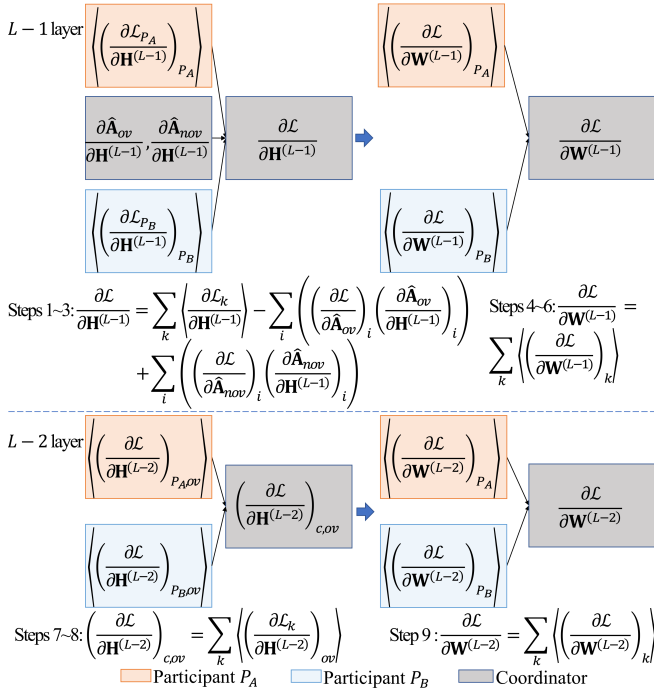 L − 1 layer
⟨(∂ℒ_{P_A}/∂𝐇^{(L-1)})_{P_A}⟩
⟨(∂ℒ/∂𝐖^{(L-1)})_{P_A}⟩
∂Â_{ov}/∂𝐇^{(L-1)}, ∂Â_{nov}/∂𝐇^{(L-1)}
∂ℒ/∂𝐇^{(L-1)}
∂ℒ/∂𝐖^{(L-1)}
⟨(∂ℒ_{P_B}/∂𝐇^{(L-1)})_{P_B}⟩
⟨(∂ℒ/∂𝐖^{(L-1)})_{P_B}⟩
Steps 1~3: ∂ℒ/∂𝐇^{(L-1)} = ∑_k ⟨∂ℒ_k/∂𝐇^{(L-1)}⟩ − ∑_i ((∂ℒ/∂Â_{ov})_i (∂Â_{ov}/∂𝐇^{(L-1)})_i)
+ ∑_i ((∂ℒ/∂Â_{nov})_i (∂Â_{nov}/∂𝐇^{(L-1)})_i)
Steps 4~6: ∂ℒ/∂𝐖^{(L-1)} =
∑_k ⟨(∂ℒ/∂𝐖^{(L-1)})_k⟩
L − 2 layer
⟨(∂ℒ/∂𝐇^{(L-2)})_{P_A,ov}⟩
⟨(∂ℒ/∂𝐖^{(L-2)})_{P_A}⟩
(∂ℒ/∂𝐇^{(L-2)})_{c,ov}
∂ℒ/∂𝐖^{(L-2)}
⟨(∂ℒ/∂𝐇^{(L-2)})_{P_B,ov}⟩
⟨(∂ℒ/∂𝐖^{(L-2)})_{P_B}⟩
Steps 7~8: (∂ℒ/∂𝐇^{(L-2)})_{c,ov} = ∑_k ⟨(∂ℒ_k/∂𝐇^{(L-2)})_{ov}⟩
Step 9 : ∂ℒ/∂𝐖^{(L-2)} = ∑_k ⟨(∂ℒ/∂𝐖^{(L-2)})_k⟩
Participant P_A
Participant P_B
Coordinator